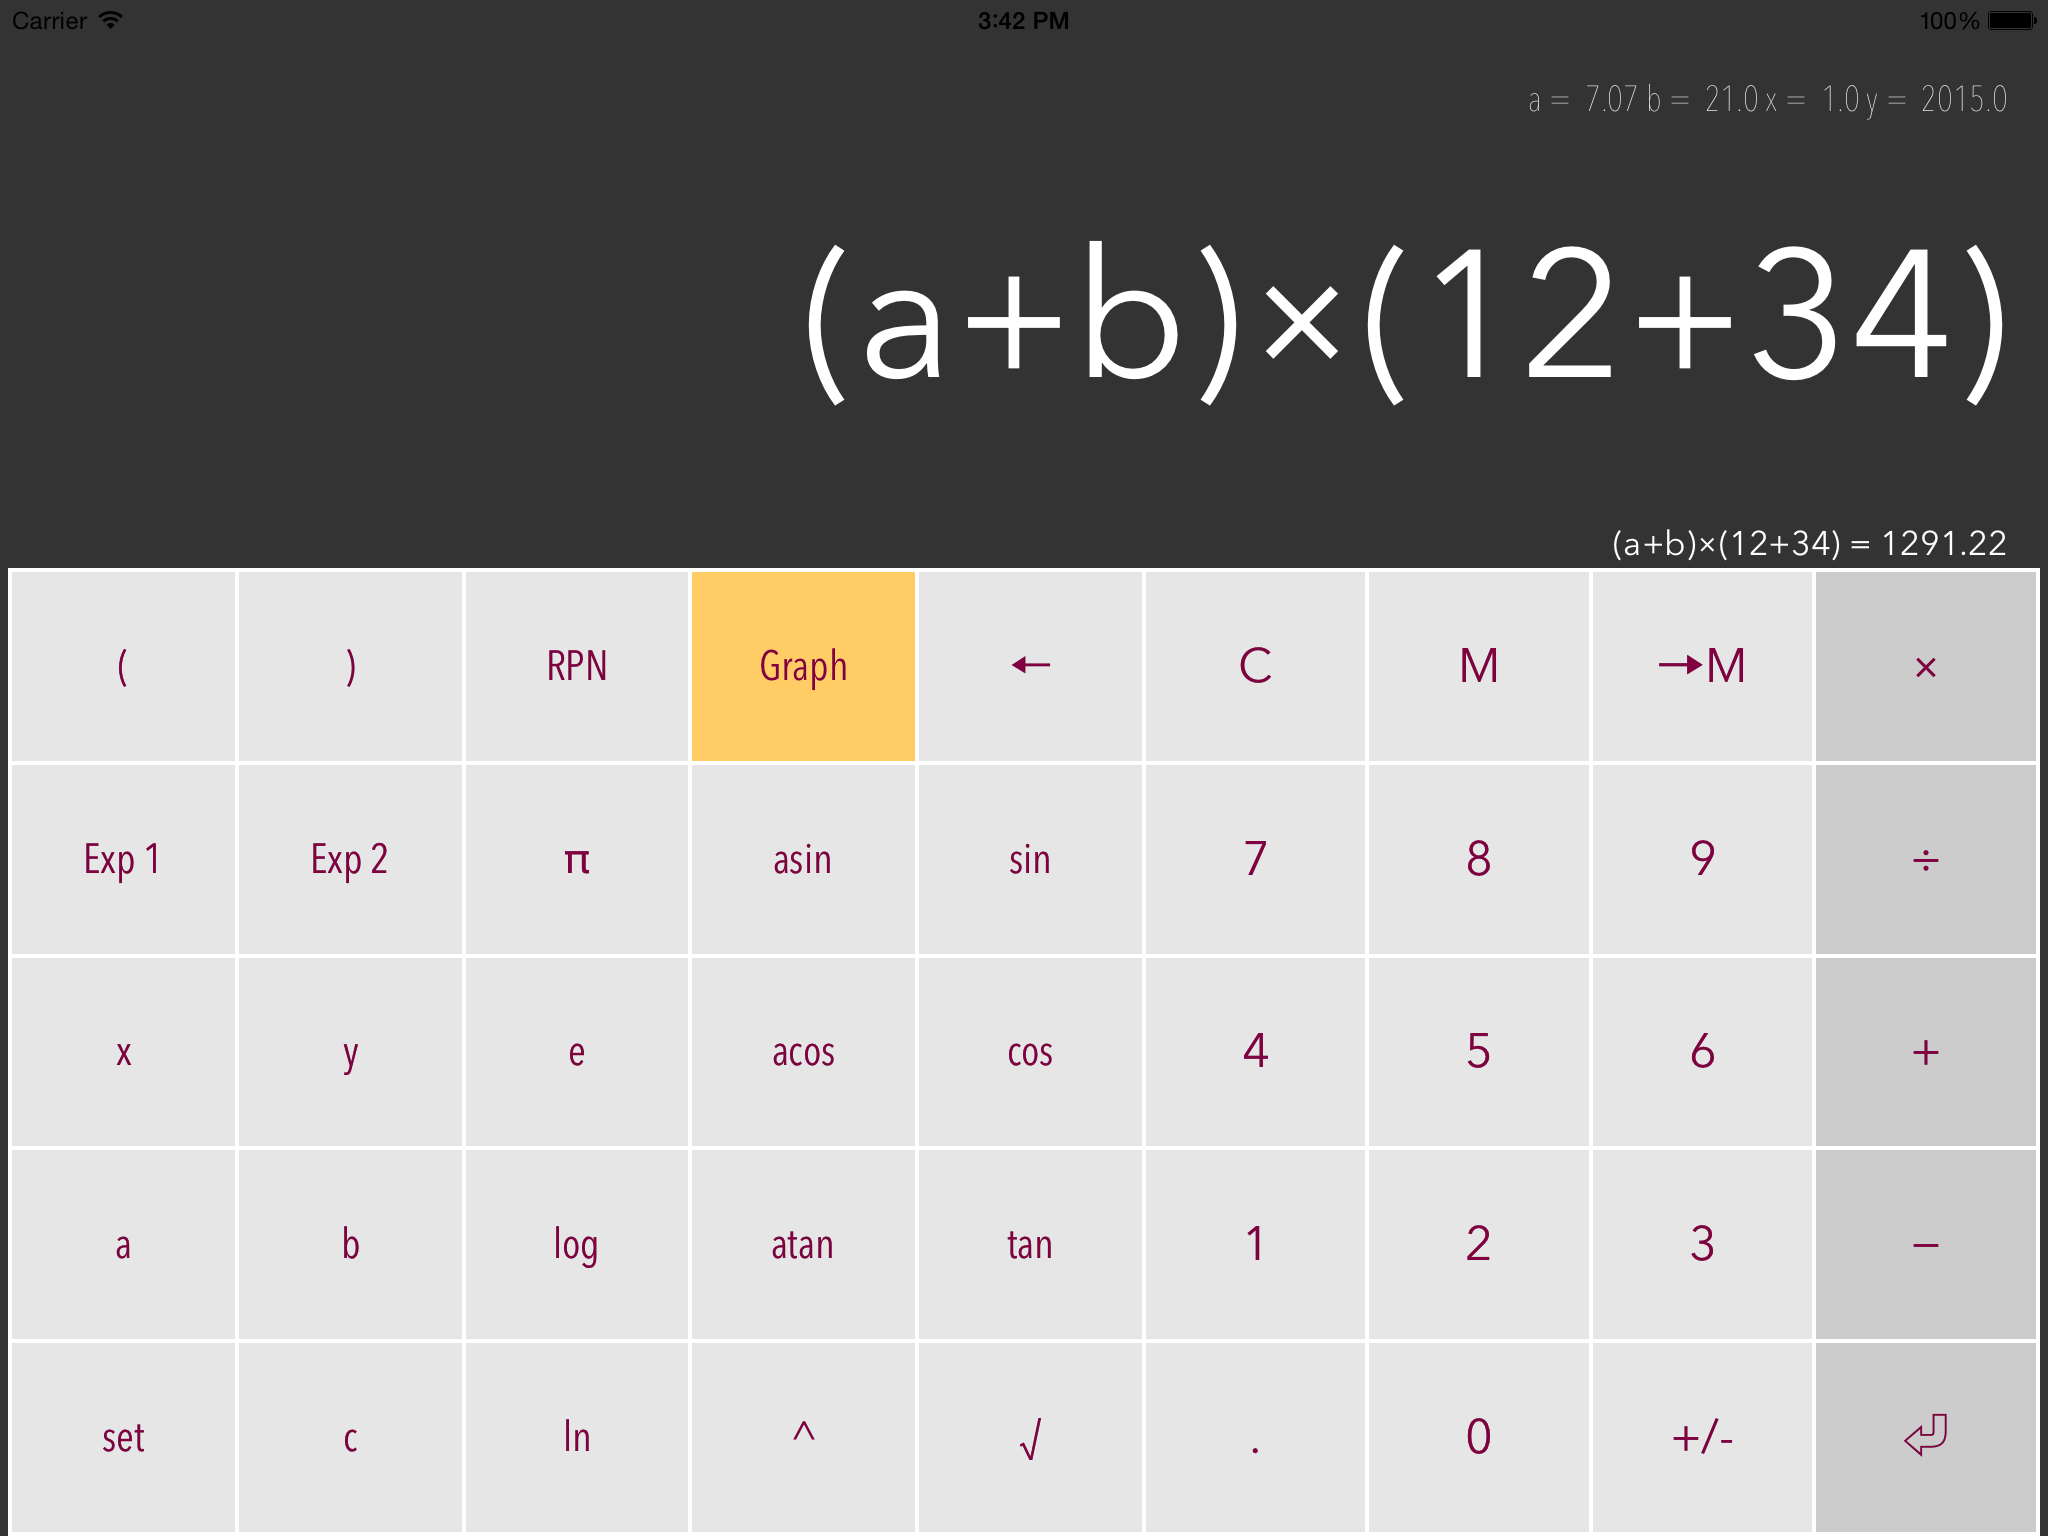 Carrier 3:42 PM 100%
a = 7.07 b = 21.0 x = 1.0 y = 2015.0
(a+b)×(12+34)
(a+b)×(12+34) = 1291.22
( ) RPN Graph ← C M →M ×
Exp 1 Exp 2 π asin sin 7 8 9 ÷
x y e acos cos 4 5 6 +
a b log atan tan 1 2 3 −
set c ln ^ √ . 0 +/-